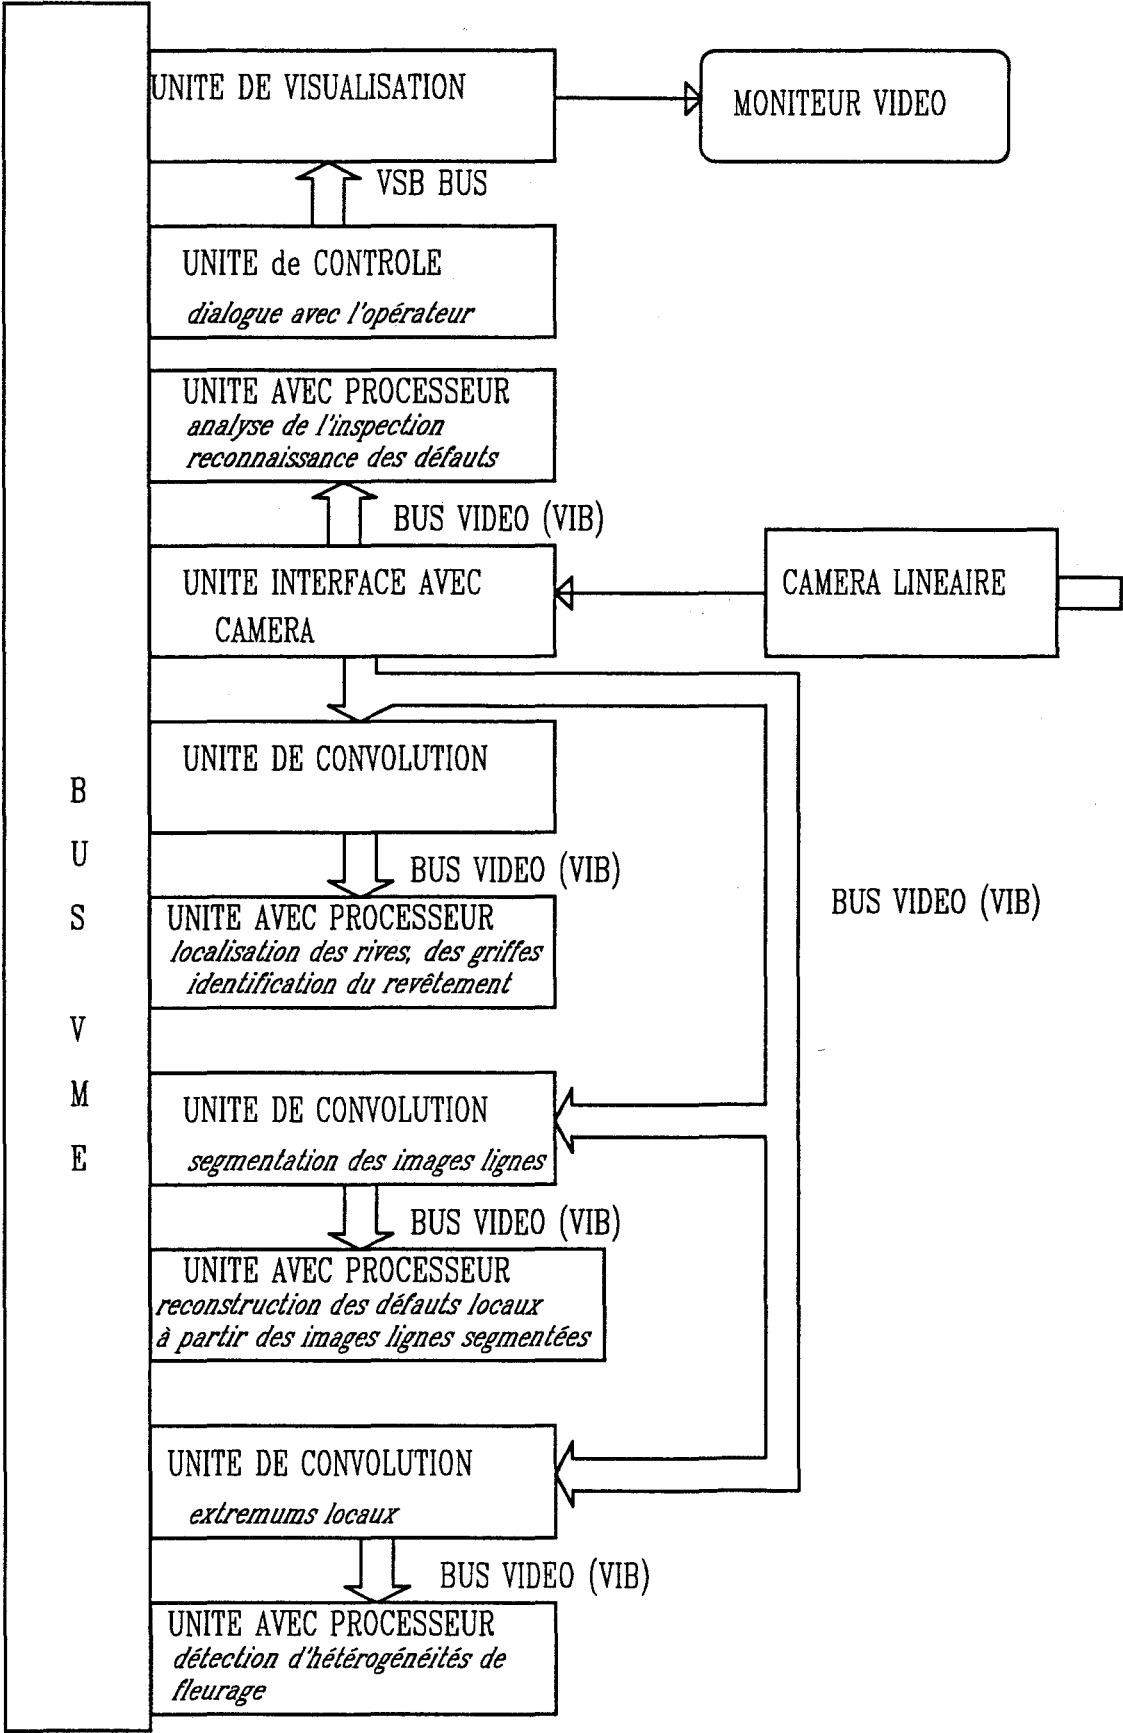 UNITE DE VISUALISATION
MONITEUR VIDEO
VSB BUS
UNITE de CONTROLE
dialogue avec l'opérateur
UNITE AVEC PROCESSEUR
analyse de l'inspection
reconnaissance des défauts
BUS VIDEO (VIB)
UNITE INTERFACE AVEC
CAMERA
CAMERA LINEAIRE
UNITE DE CONVOLUTION
BUS VIDEO (VIB)
UNITE AVEC PROCESSEUR
localisation des rives, des griffes
identification du revêtement
BUS VIDEO (VIB)
UNITE DE CONVOLUTION
segmentation des images lignes
BUS VIDEO (VIB)
UNITE AVEC PROCESSEUR
reconstruction des défauts locaux
à partir des images lignes segmentées
UNITE DE CONVOLUTION
extremums locaux
BUS VIDEO (VIB)
UNITE AVEC PROCESSEUR
détection d'hétérogénéités de
fleurage
B
U
S
V
M
E